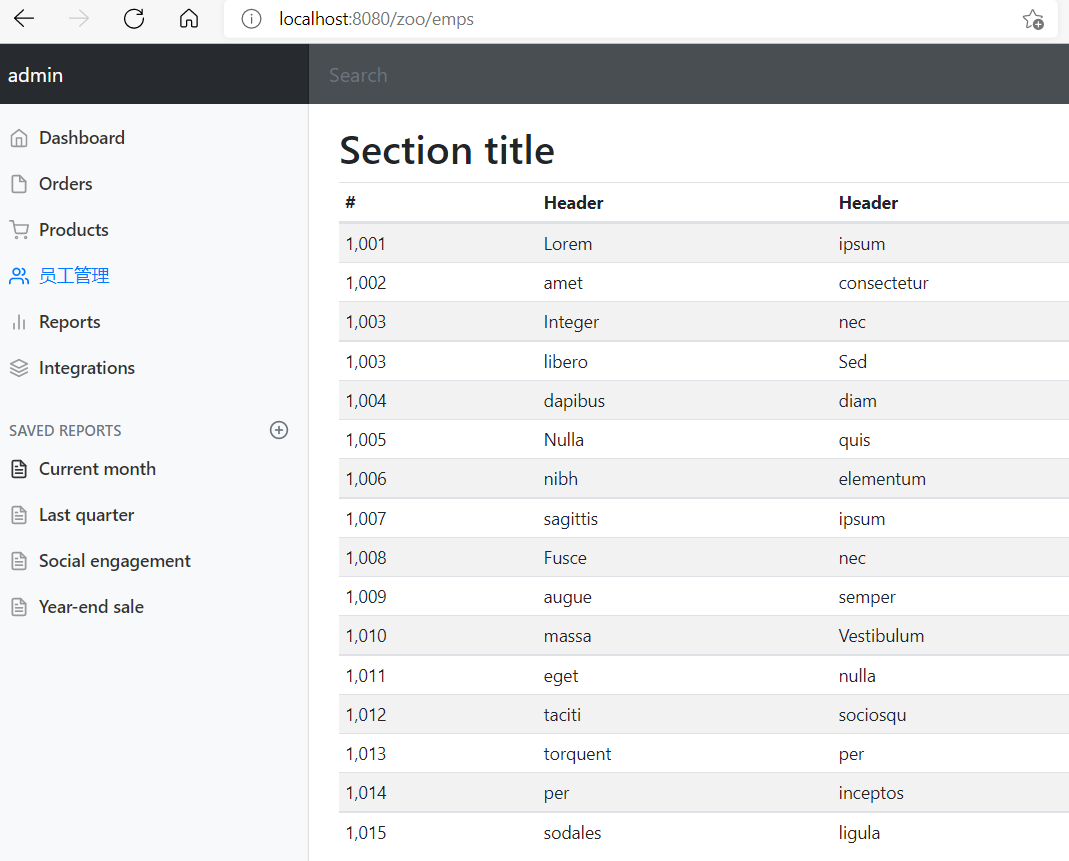 localhost:8080/zoo/emps
admin
Search
Dashboard
Orders
Products
员工管理
Reports
Integrations
SAVED REPORTS
Current month
Last quarter
Social engagement
Year-end sale
Section title
# Header Header
1,001 Lorem ipsum
1,002 amet consectetur
1,003 Integer nec
1,003 libero Sed
1,004 dapibus diam
1,005 Nulla quis
1,006 nibh elementum
1,007 sagittis ipsum
1,008 Fusce nec
1,009 augue semper
1,010 massa Vestibulum
1,011 eget nulla
1,012 taciti sociosqu
1,013 torquent per
1,014 per inceptos
1,015 sodales ligula